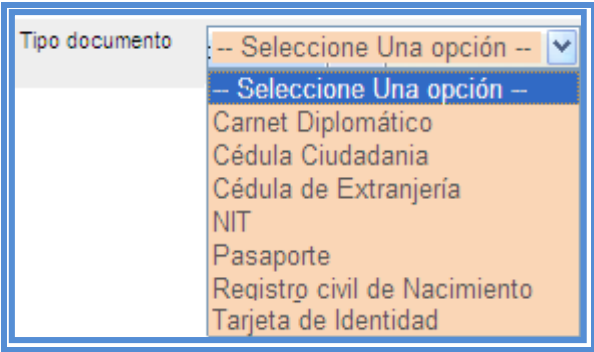 Tipo documento : -- Seleccione Una opción --
-- Seleccione Una opción --
Carnet Diplomático
Cédula Ciudadania
Cédula de Extranjería
NIT
Pasaporte
Registro civil de Nacimiento
Tarjeta de Identidad